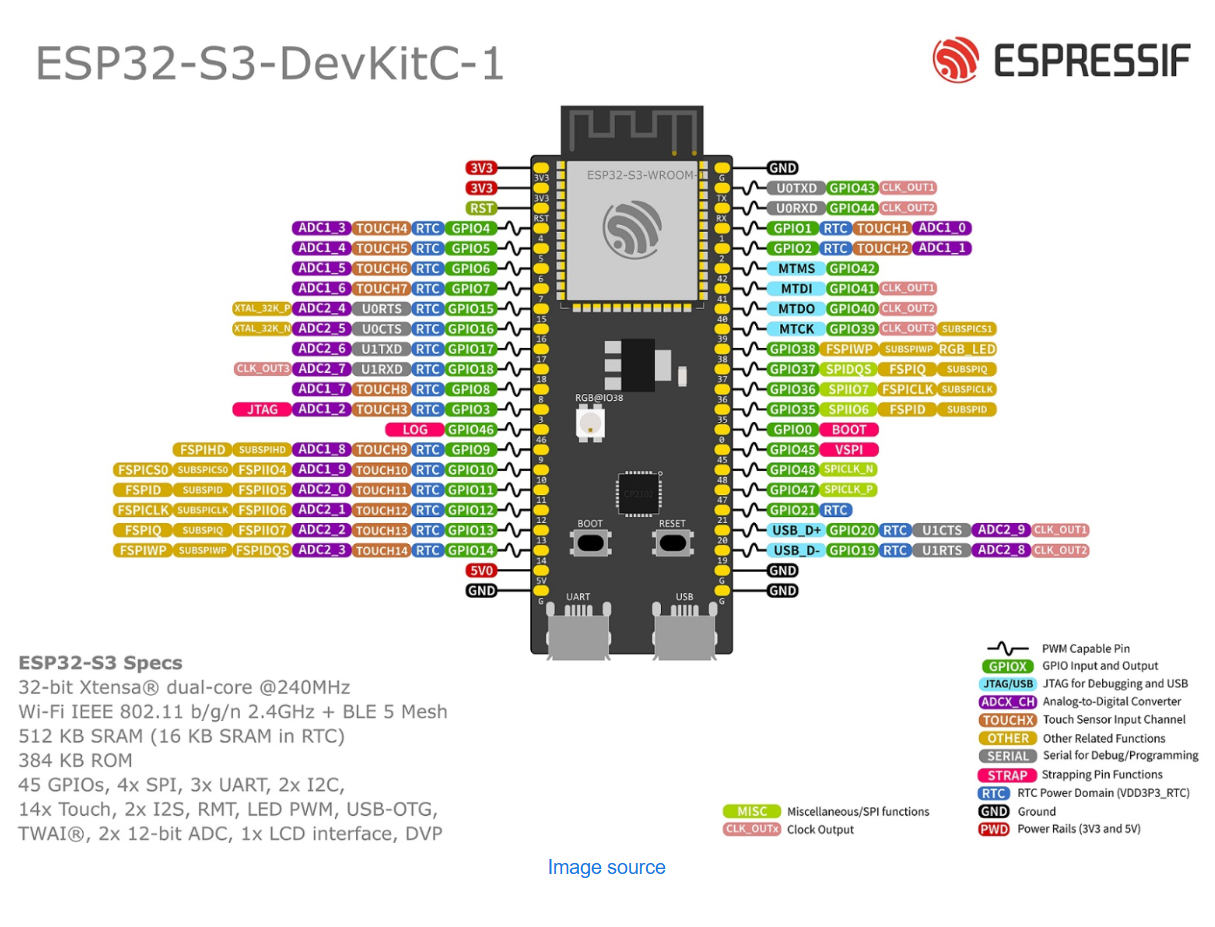 ESP32-S3-DevKitC-1
ESPRESSIF
ESP32-S3-WROOM-1
3V3 3V3 G GND
3V3 3V3 TX U0TXD GPIO43 CLK_OUT1
RST RST RX U0RXD GPIO44 CLK_OUT2
ADC1_3 TOUCH4 RTC GPIO4 4 1 GPIO1 RTC TOUCH1 ADC1_0
ADC1_4 TOUCH5 RTC GPIO5 5 2 GPIO2 RTC TOUCH2 ADC1_1
ADC1_5 TOUCH6 RTC GPIO6 6 42 MTMS GPIO42
ADC1_6 TOUCH7 RTC GPIO7 7 41 MTDI GPIO41 CLK_OUT1
XTAL_32K_P ADC2_4 U0RTS RTC GPIO15 15 40 MTDO GPIO40 CLK_OUT2
XTAL_32K_N ADC2_5 U0CTS RTC GPIO16 16 39 MTCK GPIO39 CLK_OUT3 SUBSPICS1
ADC2_6 U1TXD RTC GPIO17 17 38 GPIO38 FSPIWP SUBSPIWP RGB_LED
CLK_OUT3 ADC2_7 U1RXD RTC GPIO18 18 37 GPIO37 SPIDQS FSPIQ SUBSPIQ
ADC1_7 TOUCH8 RTC GPIO8 8 36 GPIO36 SPIIO7 FSPICLK SUBSPICLK
RGB@IO38
JTAG ADC1_2 TOUCH3 RTC GPIO3 3 35 GPIO35 SPIIO6 FSPID SUBSPID
LOG GPIO46 46 0 GPIO0 BOOT
FSPIHD SUBSPIHD ADC1_8 TOUCH9 RTC GPIO9 9 45 GPIO45 VSPI
FSPICS0 SUBSPICS0 FSPIIO4 ADC1_9 TOUCH10 RTC GPIO10 10 48 GPIO48 SPICLK_N
FSPID SUBSPID FSPIIO5 ADC2_0 TOUCH11 RTC GPIO11 11 CP2102 47 GPIO47 SPICLK_P
FSPICLK SUBSPICLK FSPIIO6 ADC2_1 TOUCH12 RTC GPIO12 12 21 GPIO21 RTC
BOOT RESET
FSPIQ SUBSPIQ FSPIIO7 ADC2_2 TOUCH13 RTC GPIO13 13 20 USB_D+ GPIO20 RTC U1CTS ADC2_9 CLK_OUT1
FSPIWP SUBSPIWP FSPIDQS ADC2_3 TOUCH14 RTC GPIO14 14 19 USB_D- GPIO19 RTC U1RTS ADC2_8 CLK_OUT2
5V0 5V G GND
GND G G GND
UART USB
ESP32-S3 Specs
32-bit Xtensa® dual-core @240MHz
Wi-Fi IEEE 802.11 b/g/n 2.4GHz + BLE 5 Mesh
512 KB SRAM (16 KB SRAM in RTC)
384 KB ROM
45 GPIOs, 4x SPI, 3x UART, 2x I2C,
14x Touch, 2x I2S, RMT, LED PWM, USB-OTG,
TWAI®, 2x 12-bit ADC, 1x LCD interface, DVP
MISC Miscellaneous/SPI functions
CLK_OUTx Clock Output
PWM Capable Pin
GPIOX GPIO Input and Output
JTAG/USB JTAG for Debugging and USB
ADCX_CH Analog-to-Digital Converter
TOUCHX Touch Sensor Input Channel
OTHER Other Related Functions
SERIAL Serial for Debug/Programming
STRAP Strapping Pin Functions
RTC RTC Power Domain (VDD3P3_RTC)
GND Ground
PWD Power Rails (3V3 and 5V)
Image source